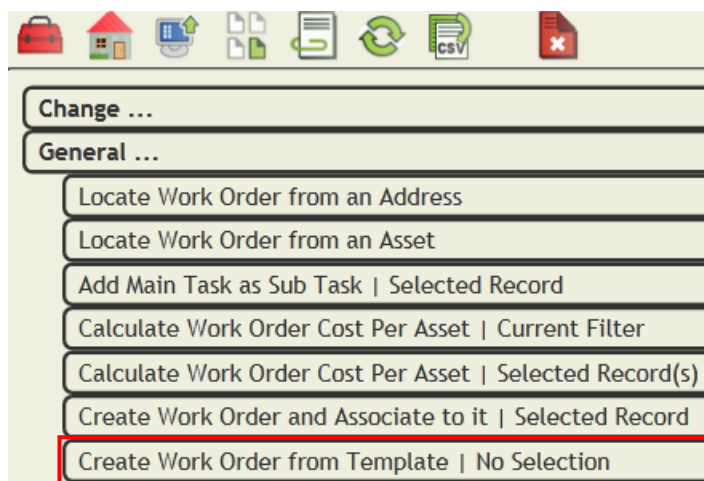 CSV
Change ...
General ...
Locate Work Order from an Address
Locate Work Order from an Asset
Add Main Task as Sub Task | Selected Record
Calculate Work Order Cost Per Asset | Current Filter
Calculate Work Order Cost Per Asset | Selected Record(s)
Create Work Order and Associate to it | Selected Record
Create Work Order from Template | No Selection